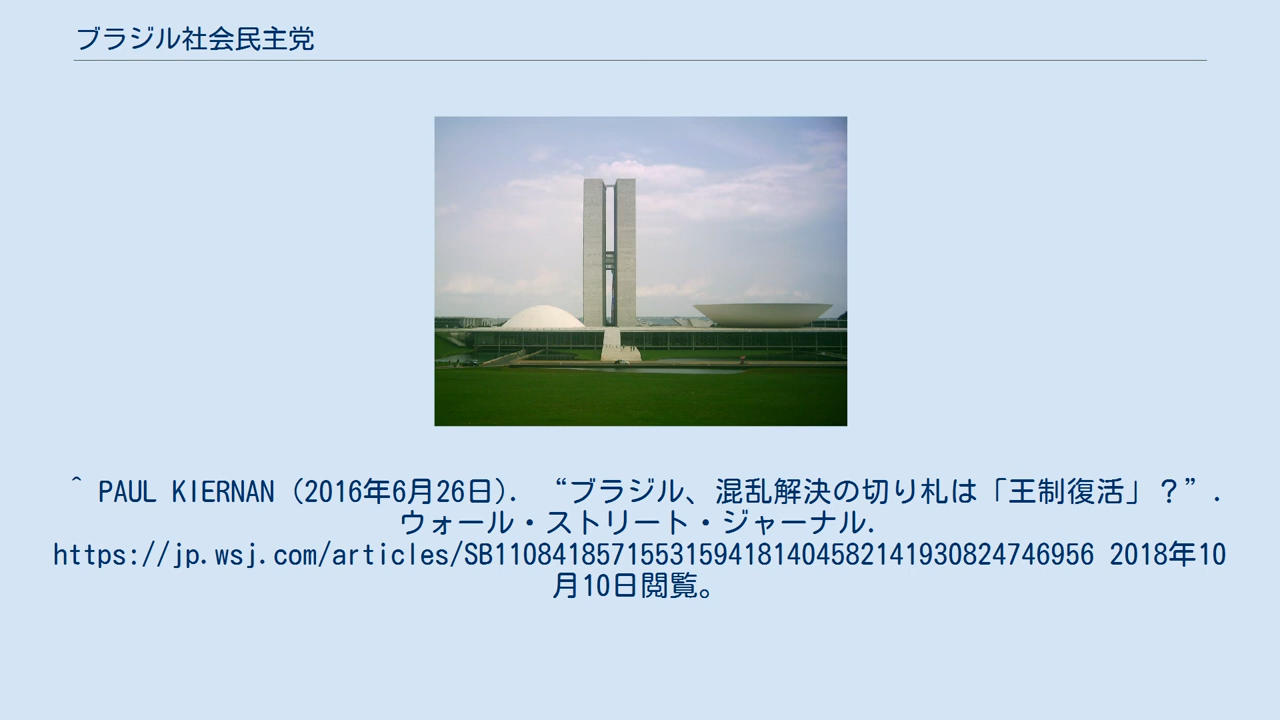 ブラジル社会民主党
^ PAUL KIERNAN (2016年6月26日). “ブラジル、混乱解決の切り札は「王制復活」？”.
ウォール・ストリート・ジャーナル.
https://jp.wsj.com/articles/SB11084185715531594181404582141930824746956 2018年10
月10日閲覧。